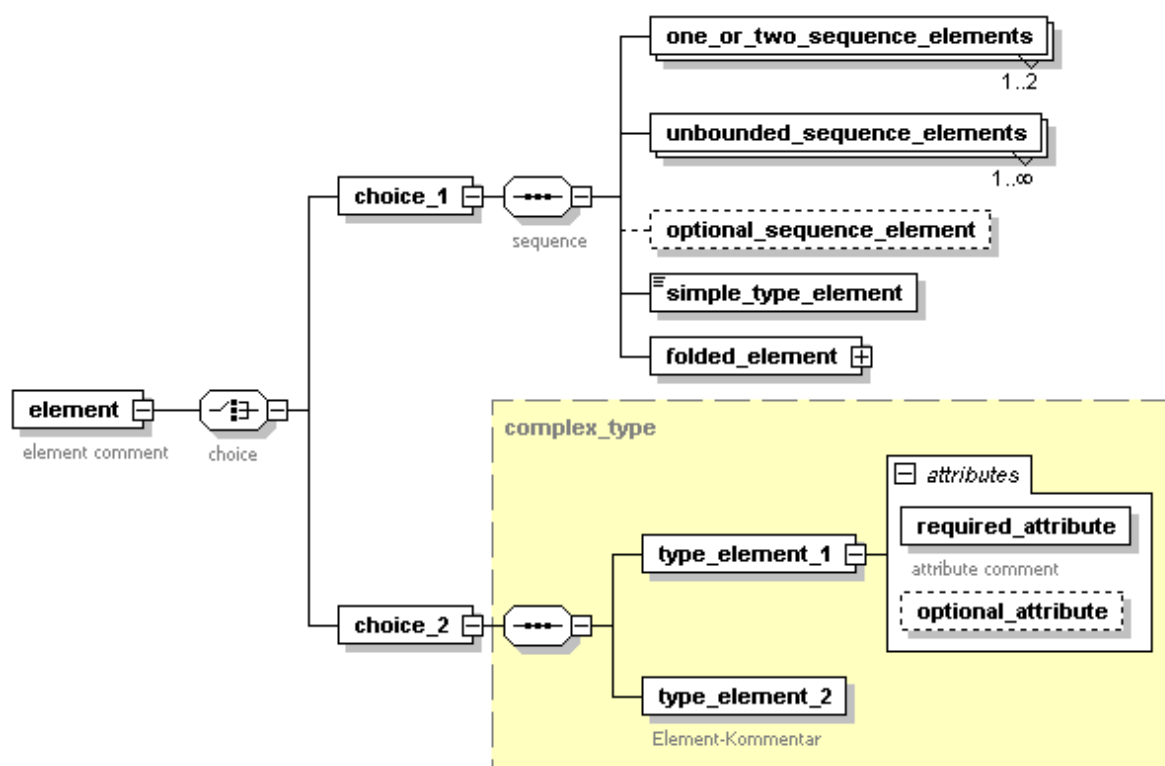 one_or_two_sequence_elements
1..2
unbounded_sequence_elements
1..∞
choice_1
sequence
optional_sequence_element
simple_type_element
folded_element
element
element comment
choice
complex_type
attributes
required_attribute
attribute comment
optional_attribute
type_element_1
choice_2
type_element_2
Element-Kommentar